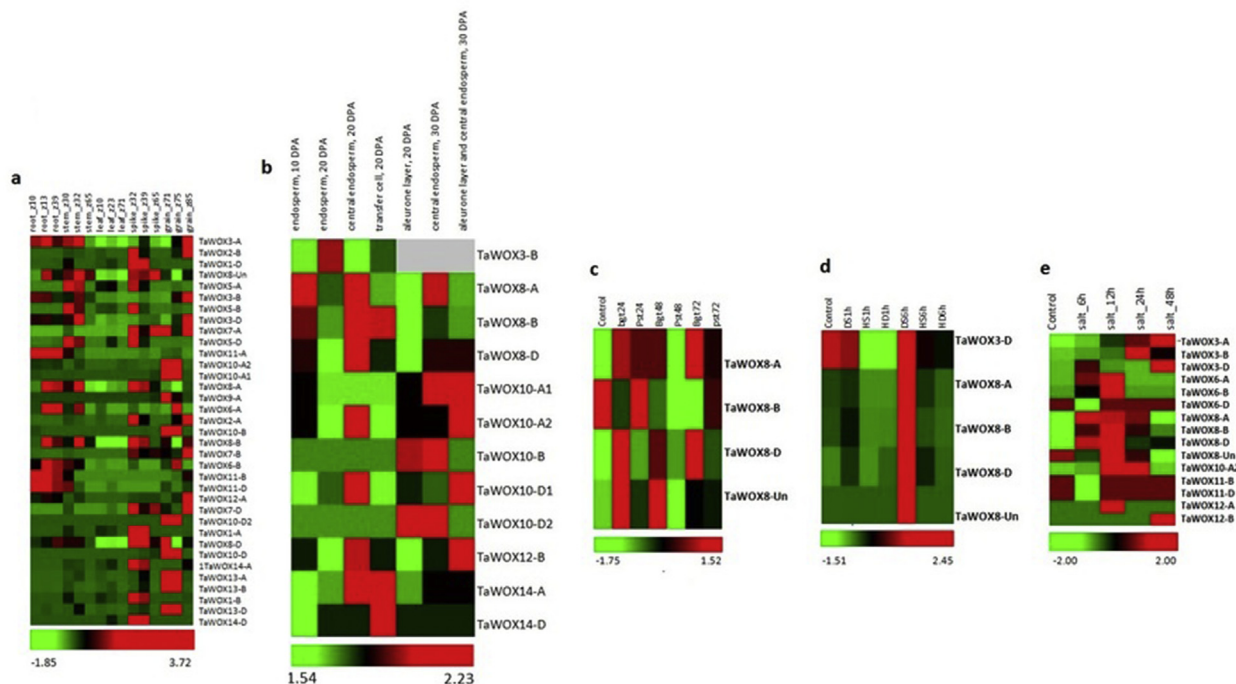 a
root_z10
root_z13
root_z39
stem_z30
stem_z32
stem_z65
leaf_z10
leaf_z23
leaf_z71
spike_z32
spike_z39
spike_z65
grain_z71
grain_z75
grain_z85
TaWOX3-A
TaWOX2-B
TaWOX1-D
TaWOX8-Un
TaWOX5-A
TaWOX3-B
TaWOX5-B
TaWOX3-D
TaWOX7-A
TaWOX5-D
TaWOX11-A
TaWOX10-A2
TaWOX10-A1
TaWOX8-A
TaWOX9-A
TaWOX6-A
TaWOX2-A
TaWOX10-B
TaWOX8-B
TaWOX7-B
TaWOX6-B
TaWOX11-B
TaWOX11-D
TaWOX12-A
TaWOX7-D
TaWOX10-D2
TaWOX1-A
TaWOX8-D
TaWOX10-D
1TaWOX14-A
TaWOX13-A
TaWOX13-B
TaWOX1-B
TaWOX13-D
TaWOX14-D
-1.85
3.72
b
endosperm, 10 DPA
endosperm, 20 DPA
central endosperm, 20 DPA
transfer cell, 20 DPA
aleurone layer, 20 DPA
central endosperm, 30 DPA
aleurone layer and central endosperm, 30 DPA
TaWOX3-B
TaWOX8-A
TaWOX8-B
TaWOX8-D
TaWOX10-A1
TaWOX10-A2
TaWOX10-B
TaWOX10-D1
TaWOX10-D2
TaWOX12-B
TaWOX14-A
TaWOX14-D
1.54
2.23
c
Control
bgt24
Pst24
Bgt48
Pst48
Bgt72
pst72
TaWOX8-A
TaWOX8-B
TaWOX8-D
TaWOX8-Un
-1.75
1.52
d
Control
DS1h
HS1h
HD1h
DS6h
HS6h
HD6h
TaWOX3-D
TaWOX8-A
TaWOX8-B
TaWOX8-D
TaWOX8-Un
-1.51
2.45
e
Control
salt_6h
salt_12h
salt_24h
salt_48h
TaWOX3-A
TaWOX3-B
TaWOX3-D
TaWOX6-A
TaWOX6-B
TaWOX6-D
TaWOX8-A
TaWOX8-B
TaWOX8-D
TaWOX8-Un
TaWOX10-A2
TaWOX11-B
TaWOX11-D
TaWOX12-A
TaWOX12-B
-2.00
2.00